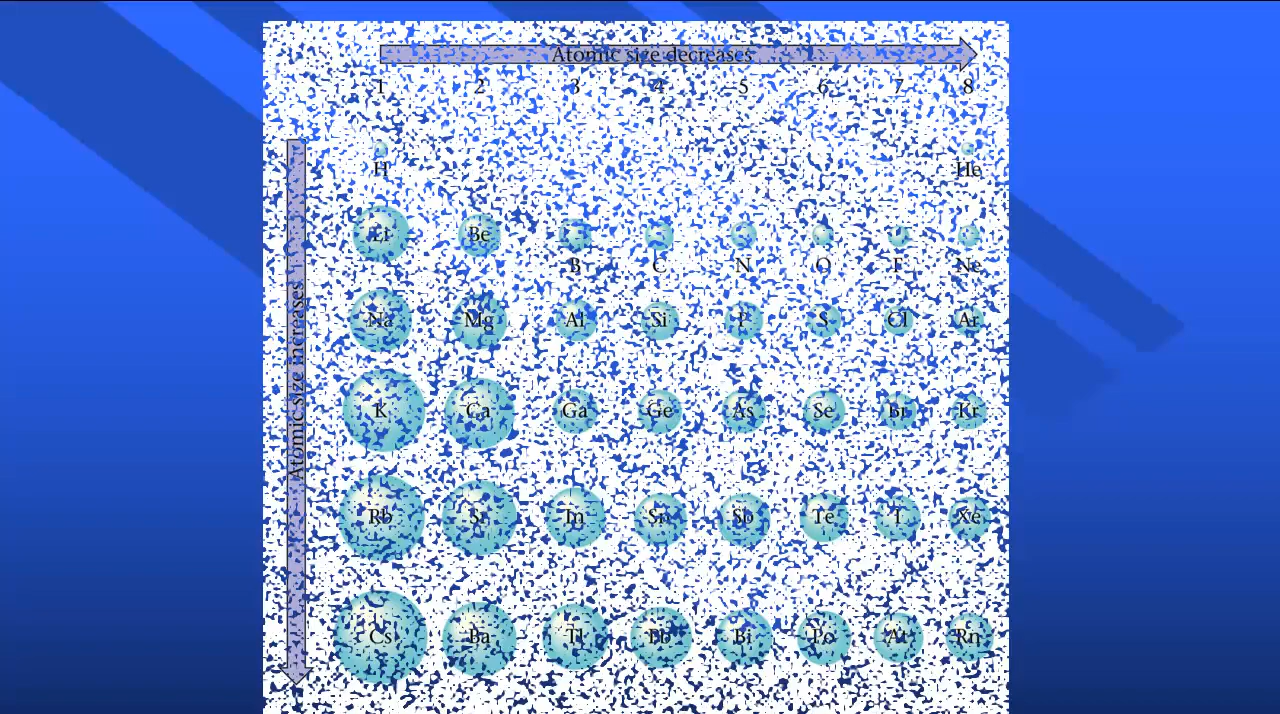 Atomic size decreases
1 2 3 4 5 6 7 8
H He
Li Be
B C N O F Ne
Na Mg Al Si P S Cl Ar
K Ca Ga Ge As Se Br Kr
Rb Sr In Sn Sb Te I Xe
Cs Ba Tl Pb Bi Po At Rn
Atomic size increases